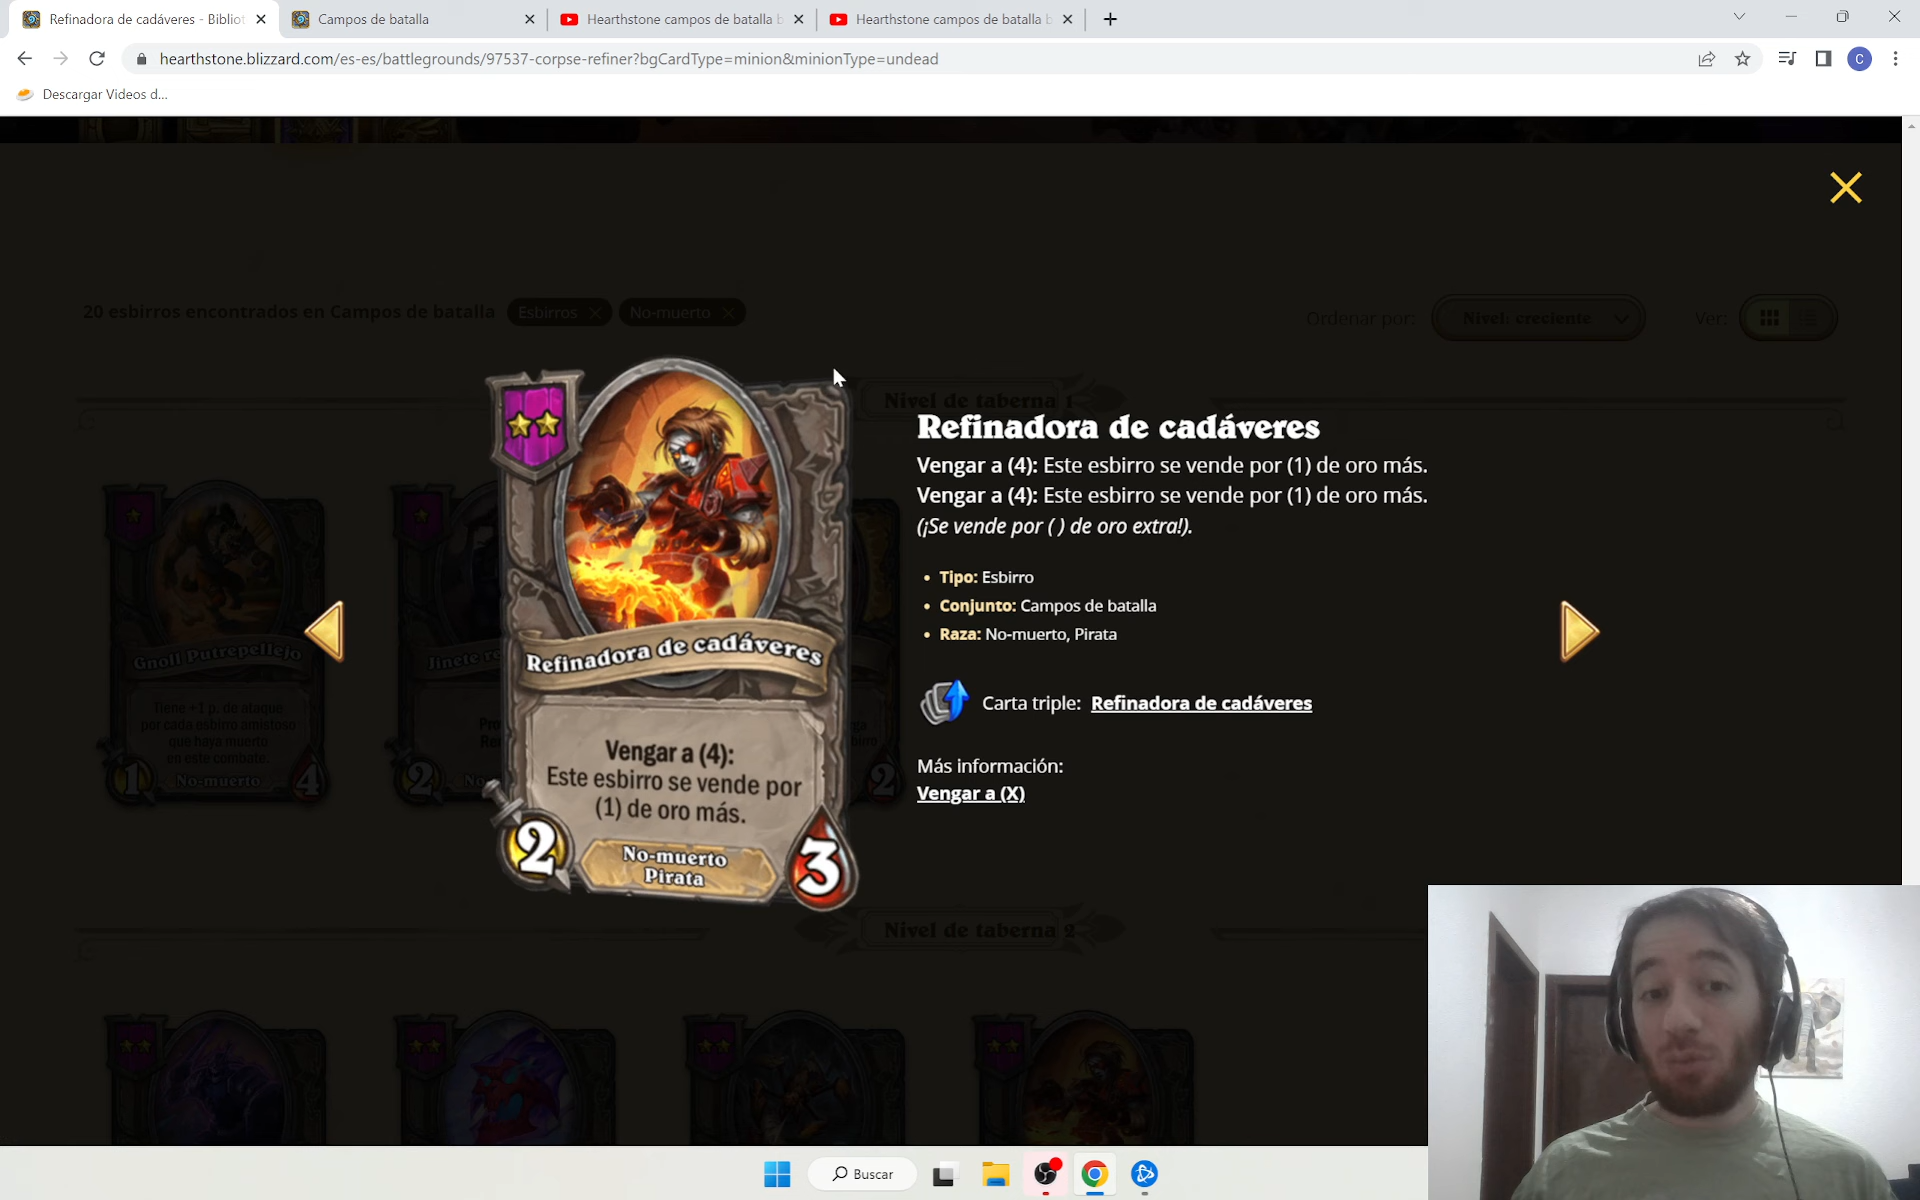 Refinadora de cadáveres - Bibliot
Campos de batalla
Hearthstone campos de batalla b
Hearthstone campos de batalla b
hearthstone.blizzard.com/es-es/battlegrounds/97537-corpse-refiner?bgCardType=minion&minionType=undead
C
Descargar Videos d...
20 esbirros encontrados en Campos de batalla
Esbirros
No-muerto
Ordenar por:
Nivel: creciente
Ver:
Nivel de taberna 1
Refinadora de cadáveres
Vengar a (4): Este esbirro se vende por (1) de oro más.
Vengar a (4): Este esbirro se vende por (1) de oro más.
(¡Se vende por ( ) de oro extra!).
Tipo: Esbirro
Conjunto: Campos de batalla
Raza: No-muerto, Pirata
Carta triple: Refinadora de cadáveres
Más información:
Vengar a (X)
Refinadora de cadáveres
Vengar a (4):
Este esbirro se vende por
(1) de oro más.
2
No-muerto
Pirata
3
Gnoll Putrepellejo
Tiene +1 p. de ataque
por cada esbirro amistoso
que haya muerto
en este combate.
1
No-muerto
4
Jinete
2
2
Nivel de taberna 2
Buscar